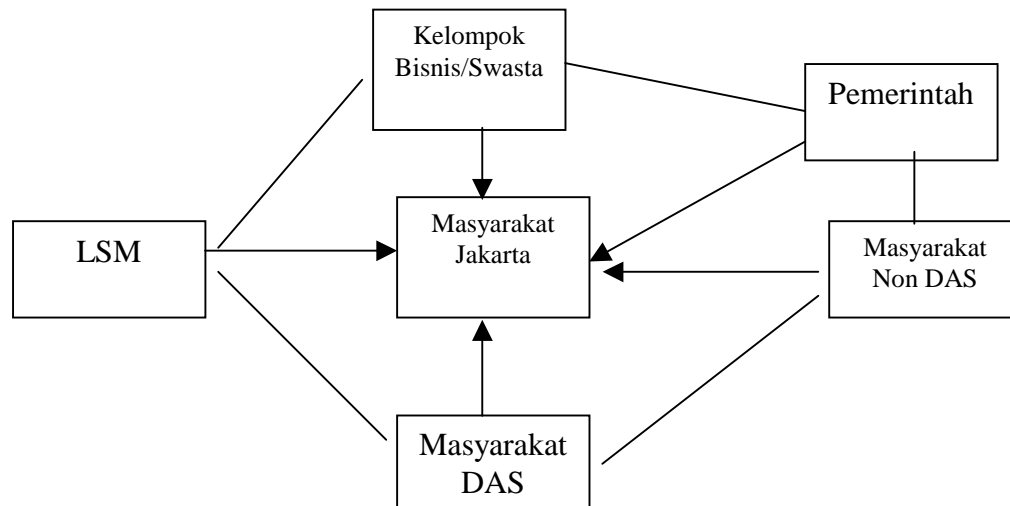 Kelompok
Bisnis/Swasta
Pemerintah
LSM
Masyarakat
Jakarta
Masyarakat
Non DAS
Masyarakat
DAS